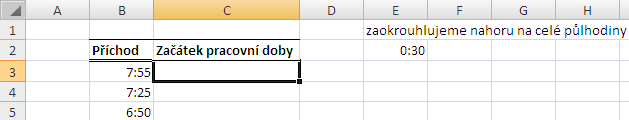 A B C D E F G H
1 zaokrouhlujeme nahoru na celé půlhodiny
2 Příchod Začátek pracovní doby 0:30
3 7:55
4 7:25
5 6:50